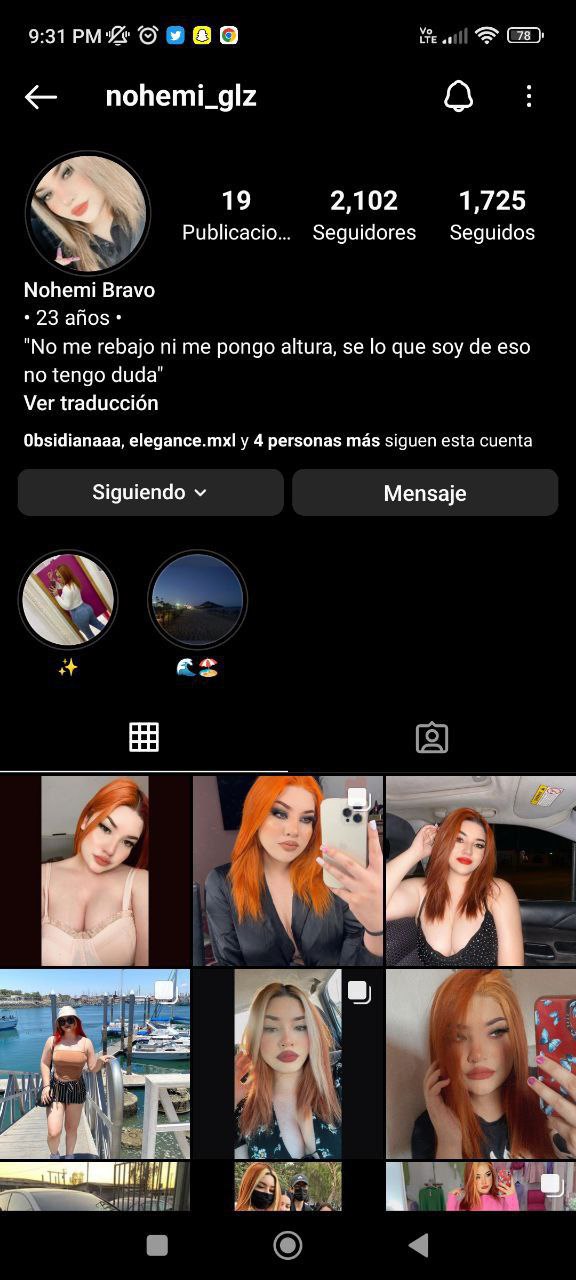 9:31 PM
Vo
LTE
78
nohemi_glz
19
2,102
1,725
Publicacio...
Seguidores
Seguidos
Nohemi Bravo
• 23 años •
"No me rebajo ni me pongo altura, se lo que soy de eso
no tengo duda"
Ver traducción
0bsidianaaa, elegance.mxl y 4 personas más siguen esta cuenta
Siguiendo
Mensaje